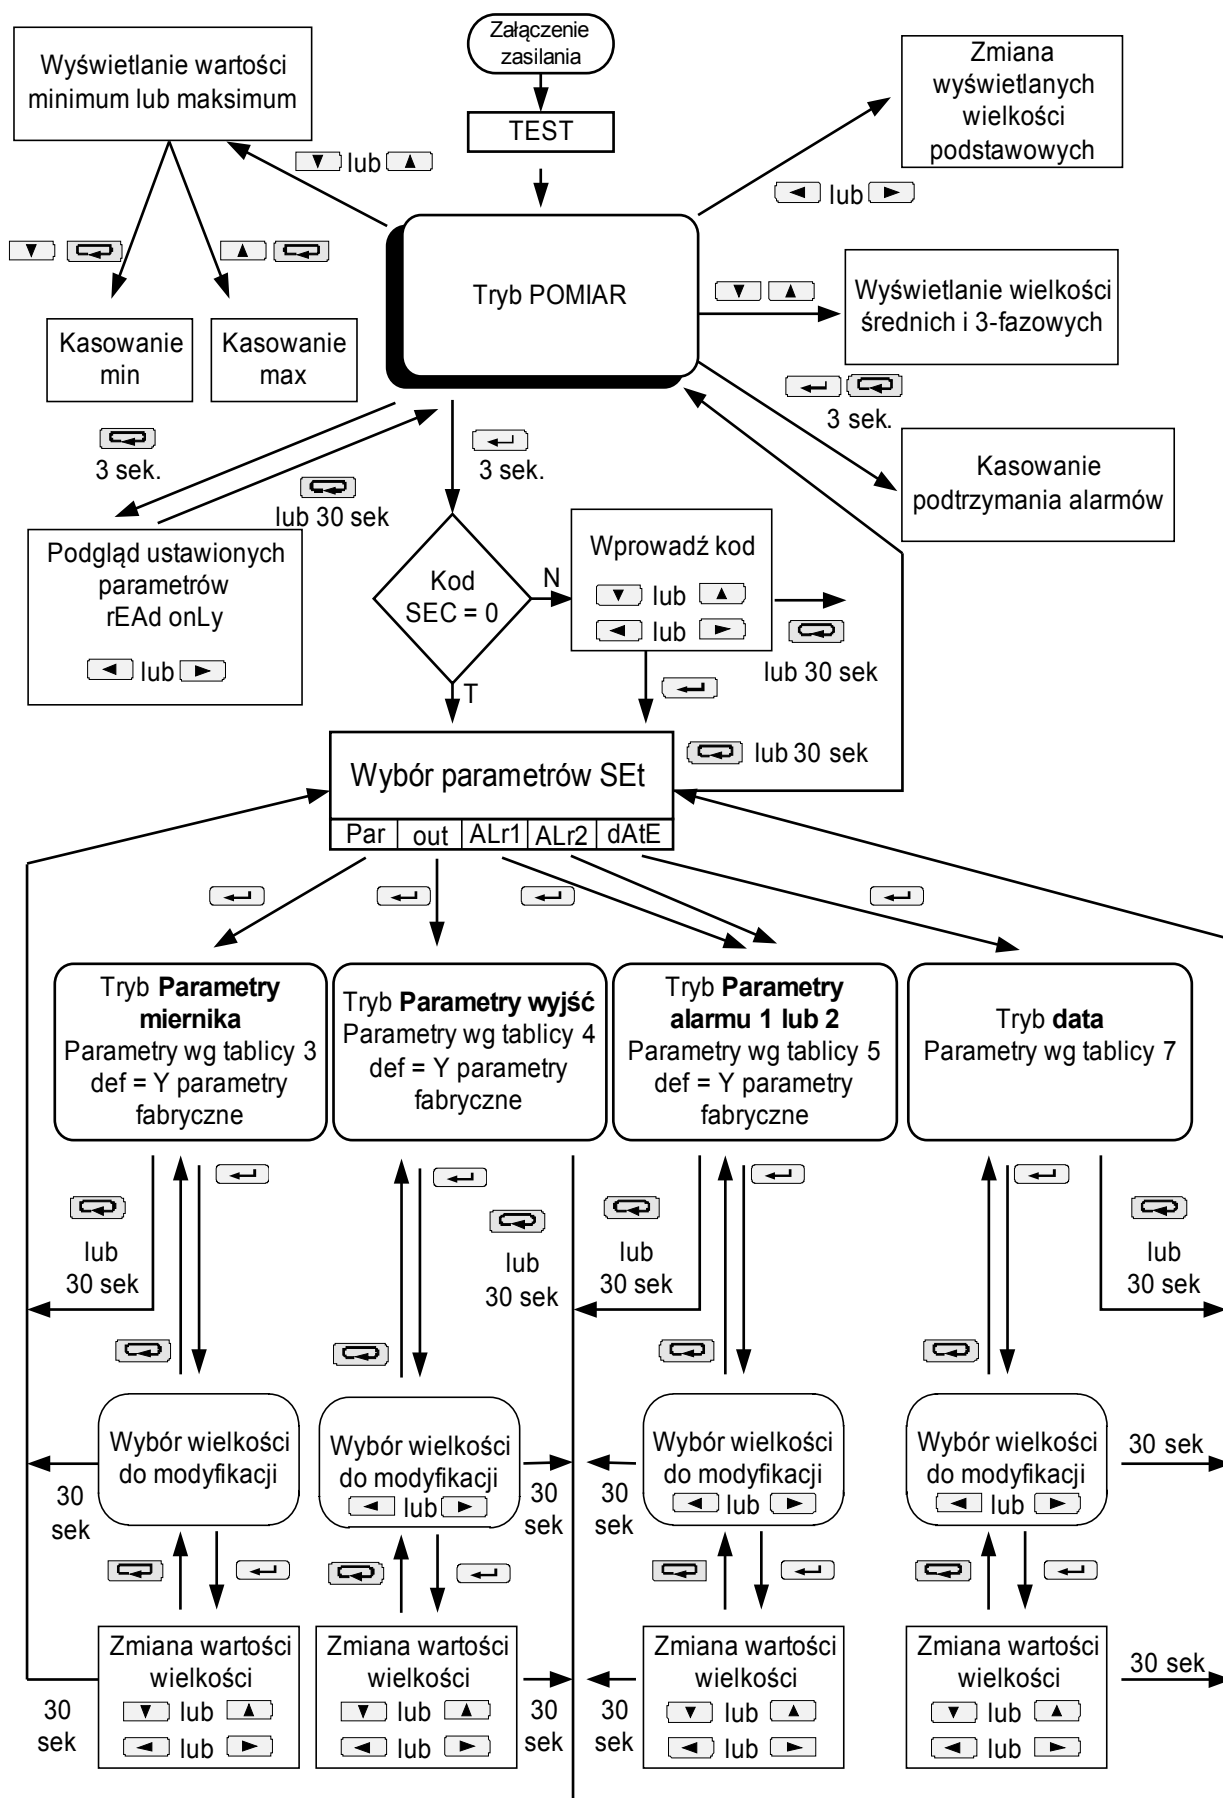 Załączenie
zasilania
TEST
Wyświetlanie wartości
minimum lub maksimum
Zmiana
wyświetlanych
wielkości
podstawowych
lub
lub
Tryb POMIAR
Wyświetlanie wielkości
średnich i 3-fazowych
Kasowanie
min
Kasowanie
max
3 sek.
Kasowanie
podtrzymania alarmów
3 sek.
lub 30 sek
3 sek.
Podgląd ustawionych
parametrów
rEAd onLy
lub
Kod
SEC = 0
N
T
Wprowadź kod
lub
lub
lub 30 sek
lub 30 sek
Wybór parametrów SEt
Par
out
ALr1
ALr2
dAtE
Tryb Parametry
miernika
Parametry wg tablicy 3
def = Y parametry
fabryczne
Tryb Parametry wyjść
Parametry wg tablicy 4
def = Y parametry
fabryczne
Tryb Parametry
alarmu 1 lub 2
Parametry wg tablicy 5
def = Y parametry
fabryczne
Tryb data
Parametry wg tablicy 7
lub
30 sek
lub
30 sek
lub
30 sek
lub
30 sek
Wybór wielkości
do modyfikacji
30
sek
Wybór wielkości
do modyfikacji
lub
30
sek
Wybór wielkości
do modyfikacji
lub
30
sek
Wybór wielkości
do modyfikacji
lub
30 sek
Zmiana wartości
wielkości
lub
lub
30
sek
Zmiana wartości
wielkości
lub
lub
30
sek
Zmiana wartości
wielkości
lub
lub
30
sek
Zmiana wartości
wielkości
lub
lub
30 sek